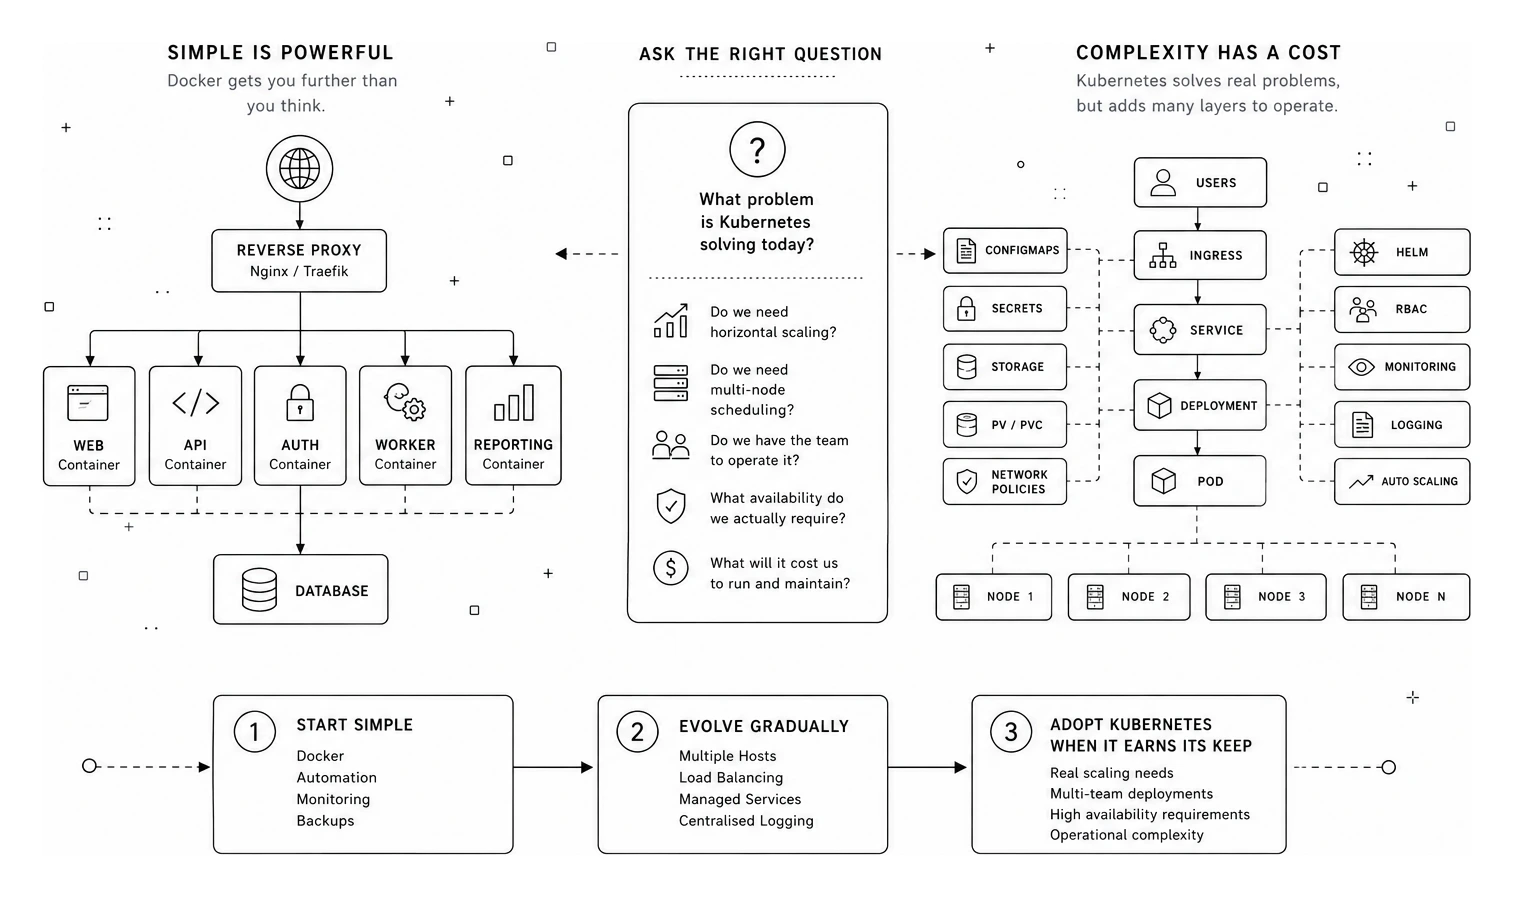 SIMPLE IS POWERFUL
Docker gets you further than
you think.
REVERSE PROXY
Nginx / Traefik
WEB
Container
API
Container
AUTH
Container
WORKER
Container
REPORTING
Container
DATABASE
ASK THE RIGHT QUESTION
?
What problem
is Kubernetes
solving today?
Do we need
horizontal scaling?
Do we need
multi-node
scheduling?
Do we have the team
to operate it?
What availability do
we actually require?
$
What will it cost us
to run and maintain?
COMPLEXITY HAS A COST
Kubernetes solves real problems,
but adds many layers to operate.
CONFIGMAPS
SECRETS
STORAGE
PV / PVC
NETWORK
POLICIES
USERS
INGRESS
SERVICE
DEPLOYMENT
POD
HELM
RBAC
MONITORING
LOGGING
AUTO SCALING
NODE 1
NODE 2
NODE 3
NODE N
1
START SIMPLE
Docker
Automation
Monitoring
Backups
2
EVOLVE GRADUALLY
Multiple Hosts
Load Balancing
Managed Services
Centralised Logging
3
ADOPT KUBERNETES
WHEN IT EARNS ITS KEEP
Real scaling needs
Multi-team deployments
High availability requirements
Operational complexity